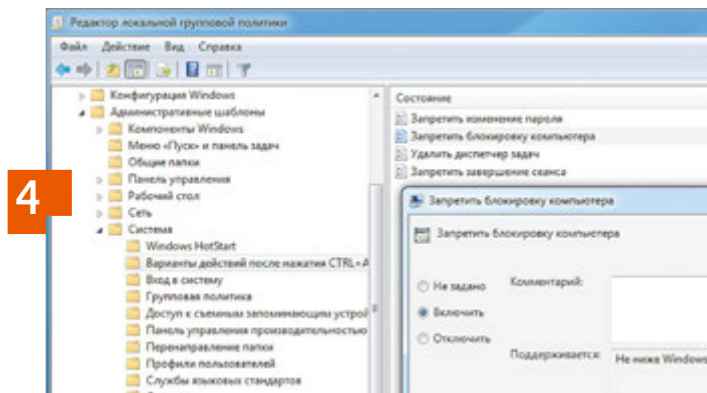 Редактор локальной групповой политики
Файл Действие Вид Справка
Конфигурация Windows
Административные шаблоны
Компоненты Windows
Меню «Пуск» и панель задач
Общие папки
Панель управления
Рабочий стол
Сеть
Система
Windows HotStart
Варианты действий после нажатия CTRL+A
Вход в систему
Групповая политика
Доступ к съемным запоминающим устрой
Панель управления производительностью
Перенаправление папки
Профили пользователей
Службы языковых стандартов
4
Состояние
Запретить изменение пароля
Запретить блокировку компьютера
Удалить диспетчер задач
Запретить завершение сеанса
Запретить блокировку компьютера
Запретить блокировку компьютера
Не задано
Комментарий:
Включить
Отключить
Поддерживается:
Не ниже Windows